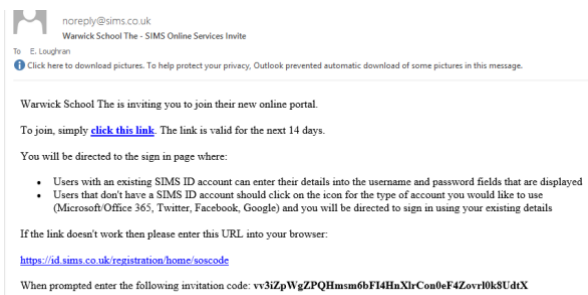 noreply@sims.co.uk
Warwick School The - SIMS Online Services Invite
To E. Loughran
Click here to download pictures. To help protect your privacy, Outlook prevented automatic download of some pictures in this message.
Warwick School The is inviting you to join their new online portal.
To join, simply click this link. The link is valid for the next 14 days.
You will be directed to the sign in page where:
• Users with an existing SIMS ID account can enter their details into the username and password fields that are displayed
• Users that don't have a SIMS ID account should click on the icon for the type of account you would like to use
(Microsoft/Office 365, Twitter, Facebook, Google) and you will be directed to sign in using your existing details
If the link doesn't work then please enter this URL into your browser:
https://id.sims.co.uk/registration/home/soscode
When prompted enter the following invitation code: